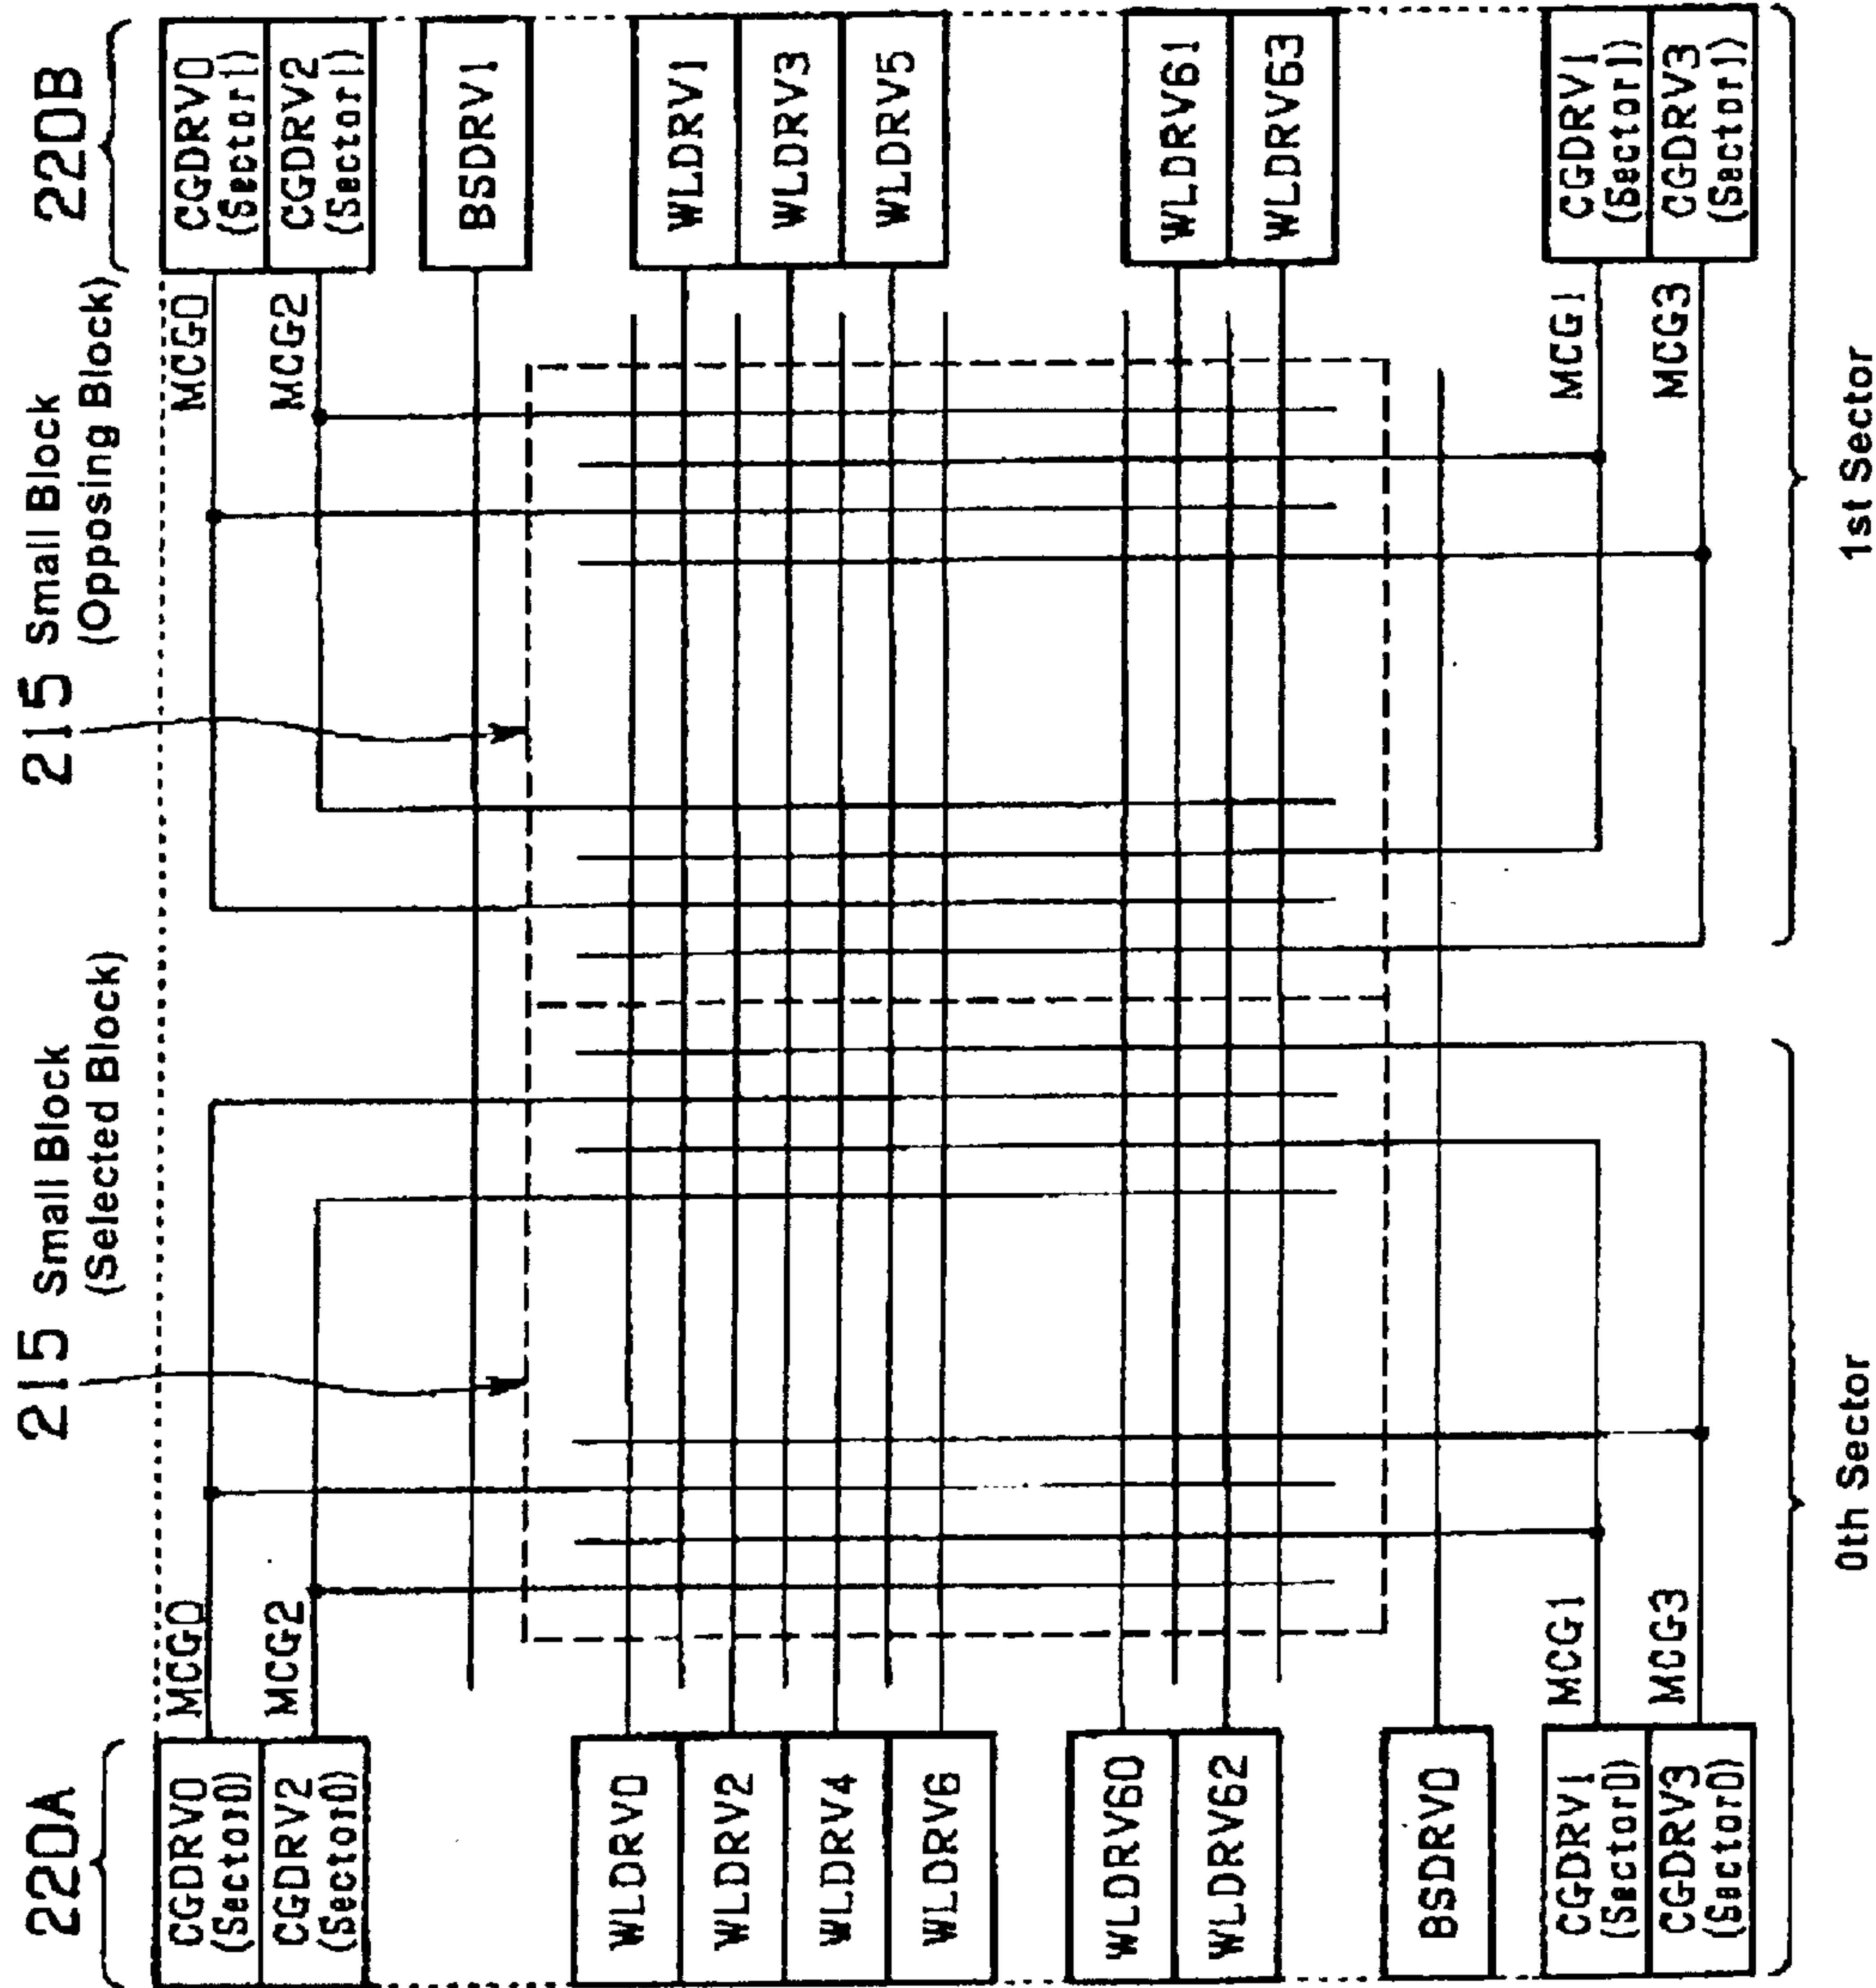 220A
215 Small Block
(Selected Block)
215 Small Block
(Opposing Block)
220B
CGDRV0
(Sector0)
MCG0
MCG0
CGDRV0
(Sector1)
CGDRV2
(Sector0)
MCG2
MCG2
CGDRV2
(Sector1)
BSDRV1
WLDRV0
WLDRV1
WLDRV2
WLDRV3
WLDRV4
WLDRV5
WLDRV6
WLDRV60
WLDRV61
WLDRV62
WLDRV63
BSDRV0
CGDRV1
(Sector0)
MCG1
MCG1
CGDRV1
(Sector1)
CGDRV3
(Sector0)
MCG3
MCG3
CGDRV3
(Sector1)
0th Sector
1st Sector